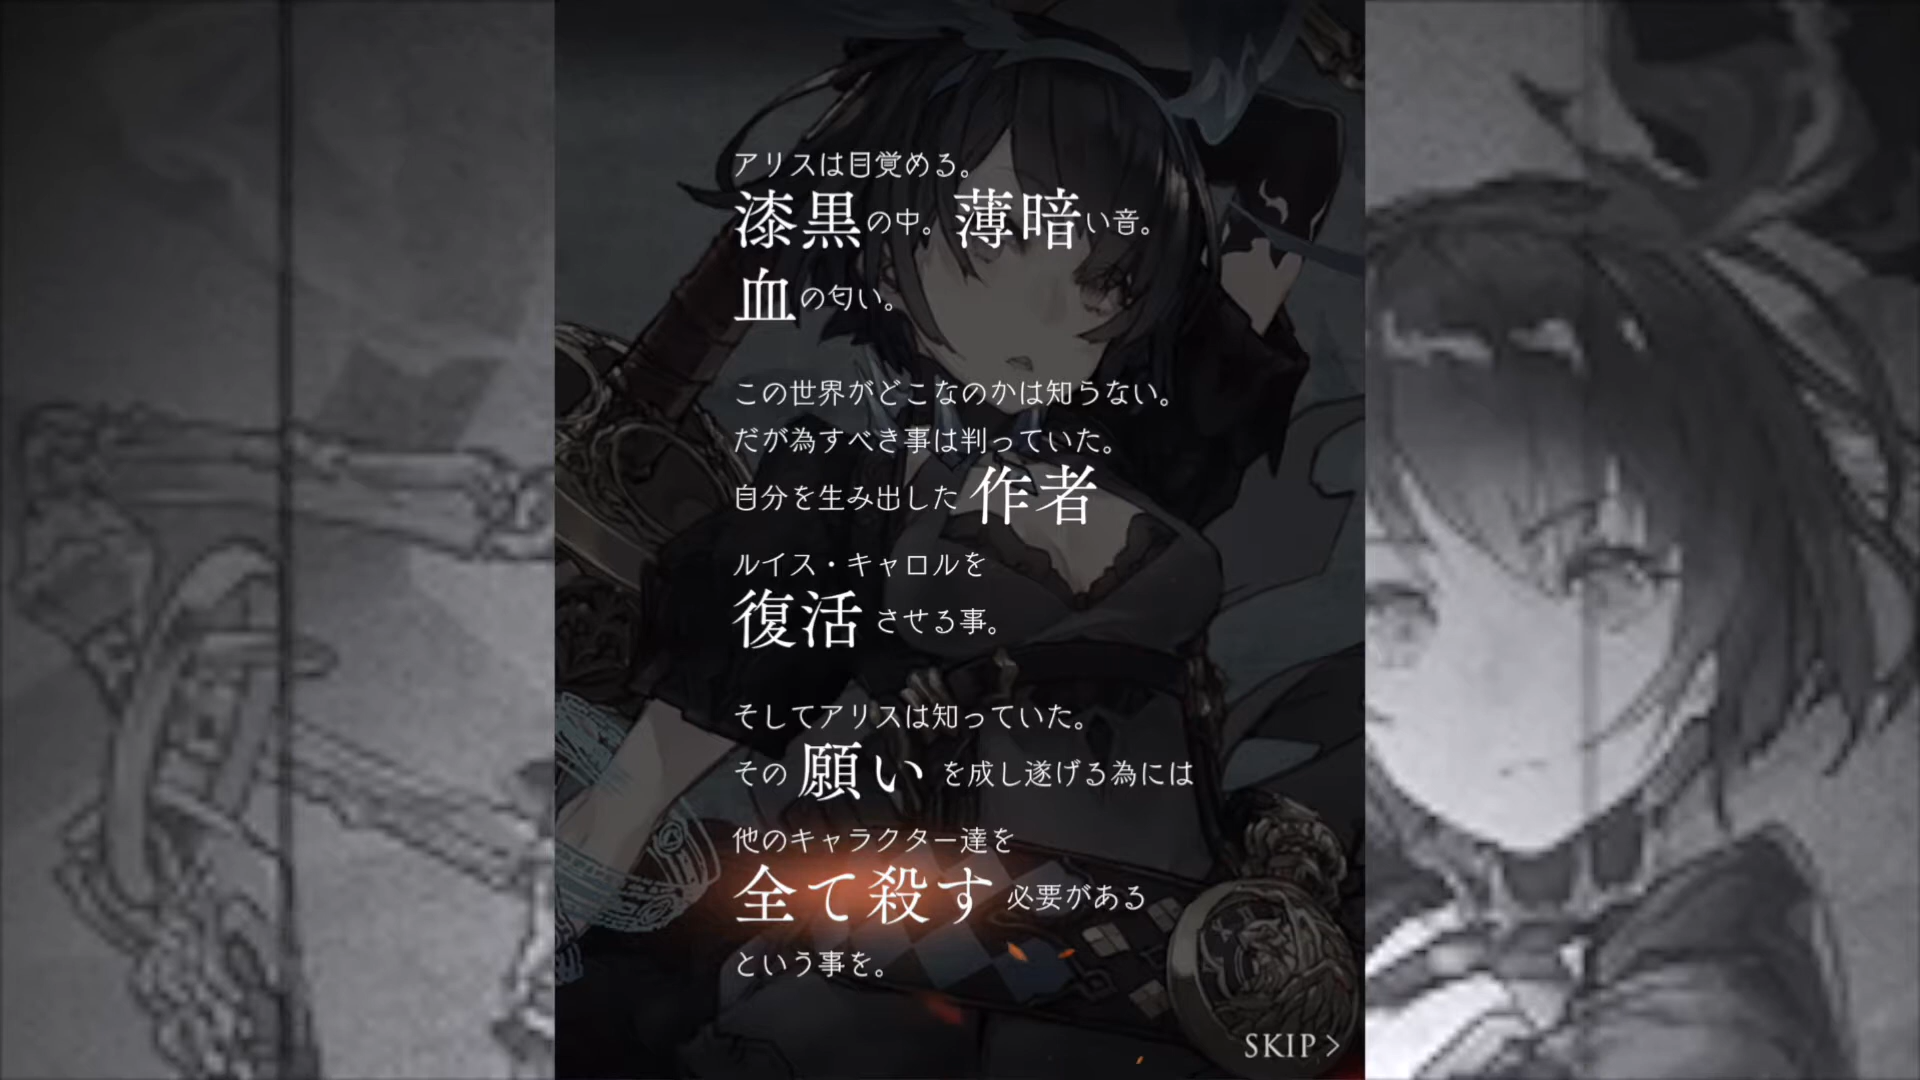 アリスは目覚める。
漆黒の中。薄暗い音。
血の匂い。
この世界がどこなのかは知らない。
だが為すべき事は判っていた。
自分を生み出した作者
ルイス・キャロルを
復活させる事。
そしてアリスは知っていた。
その願いを成し遂げる為には
他のキャラクター達を
全て殺す必要がある
という事を。
SKIP >